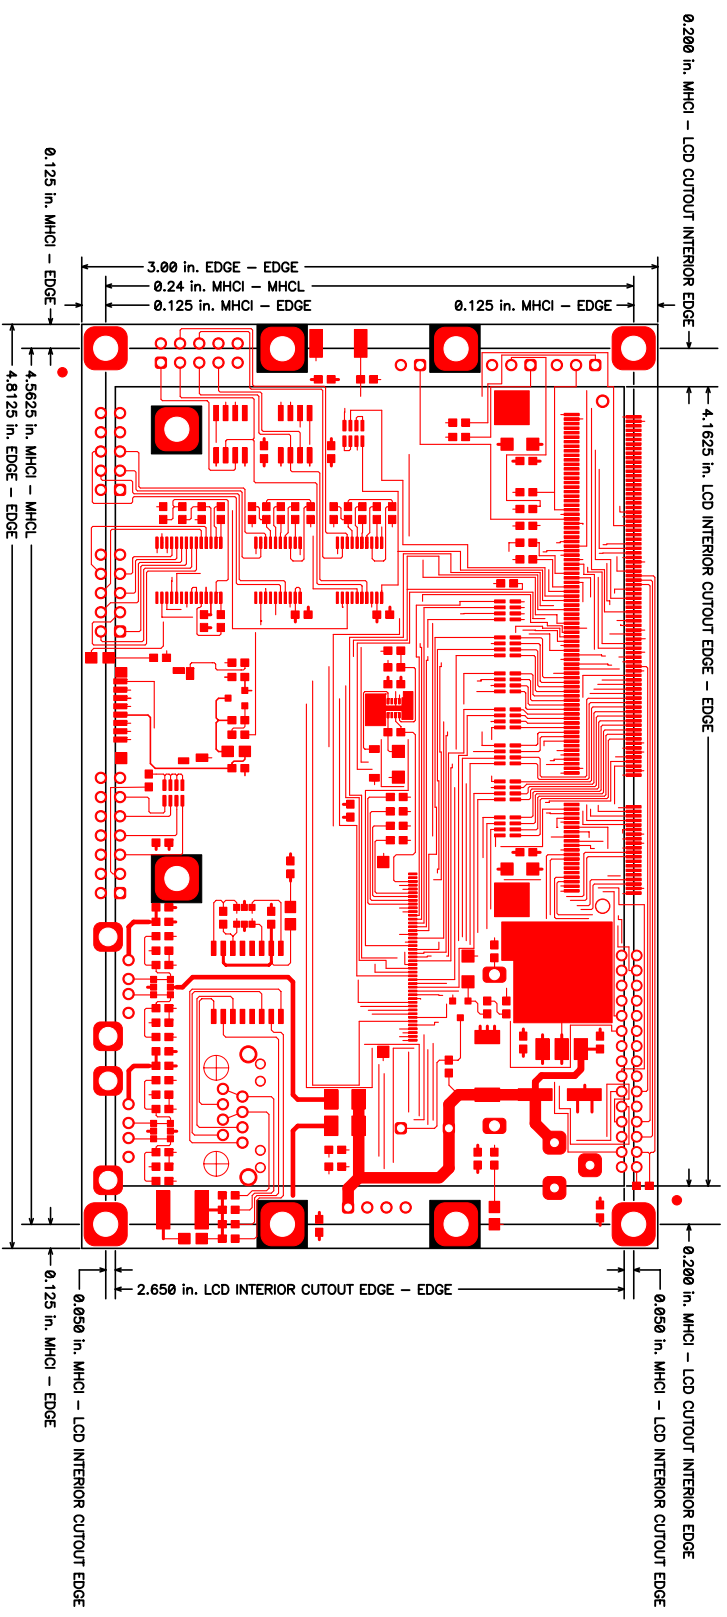 0.200 in. MHCI – LCD CUTOUT INTERIOR EDGE
0.125 in. MHCI – EDGE
3.00 in. EDGE – EDGE
0.24 in. MHCI – MHCL
0.125 in. MHCI – EDGE
0.125 in. MHCI – EDGE
4.5625 in. MHCI – MHCL
4.8125 in. EDGE – EDGE
4.1625 in. LCD INTERIOR CUTOUT EDGE – EDGE
2.650 in. LCD INTERIOR CUTOUT EDGE – EDGE
0.125 in. MHCI – EDGE
0.050 in. MHCI – LCD INTERIOR CUTOUT EDGE
0.050 in. MHCI – LCD INTERIOR CUTOUT EDGE
0.200 in. MHCI – LCD CUTOUT INTERIOR EDGE